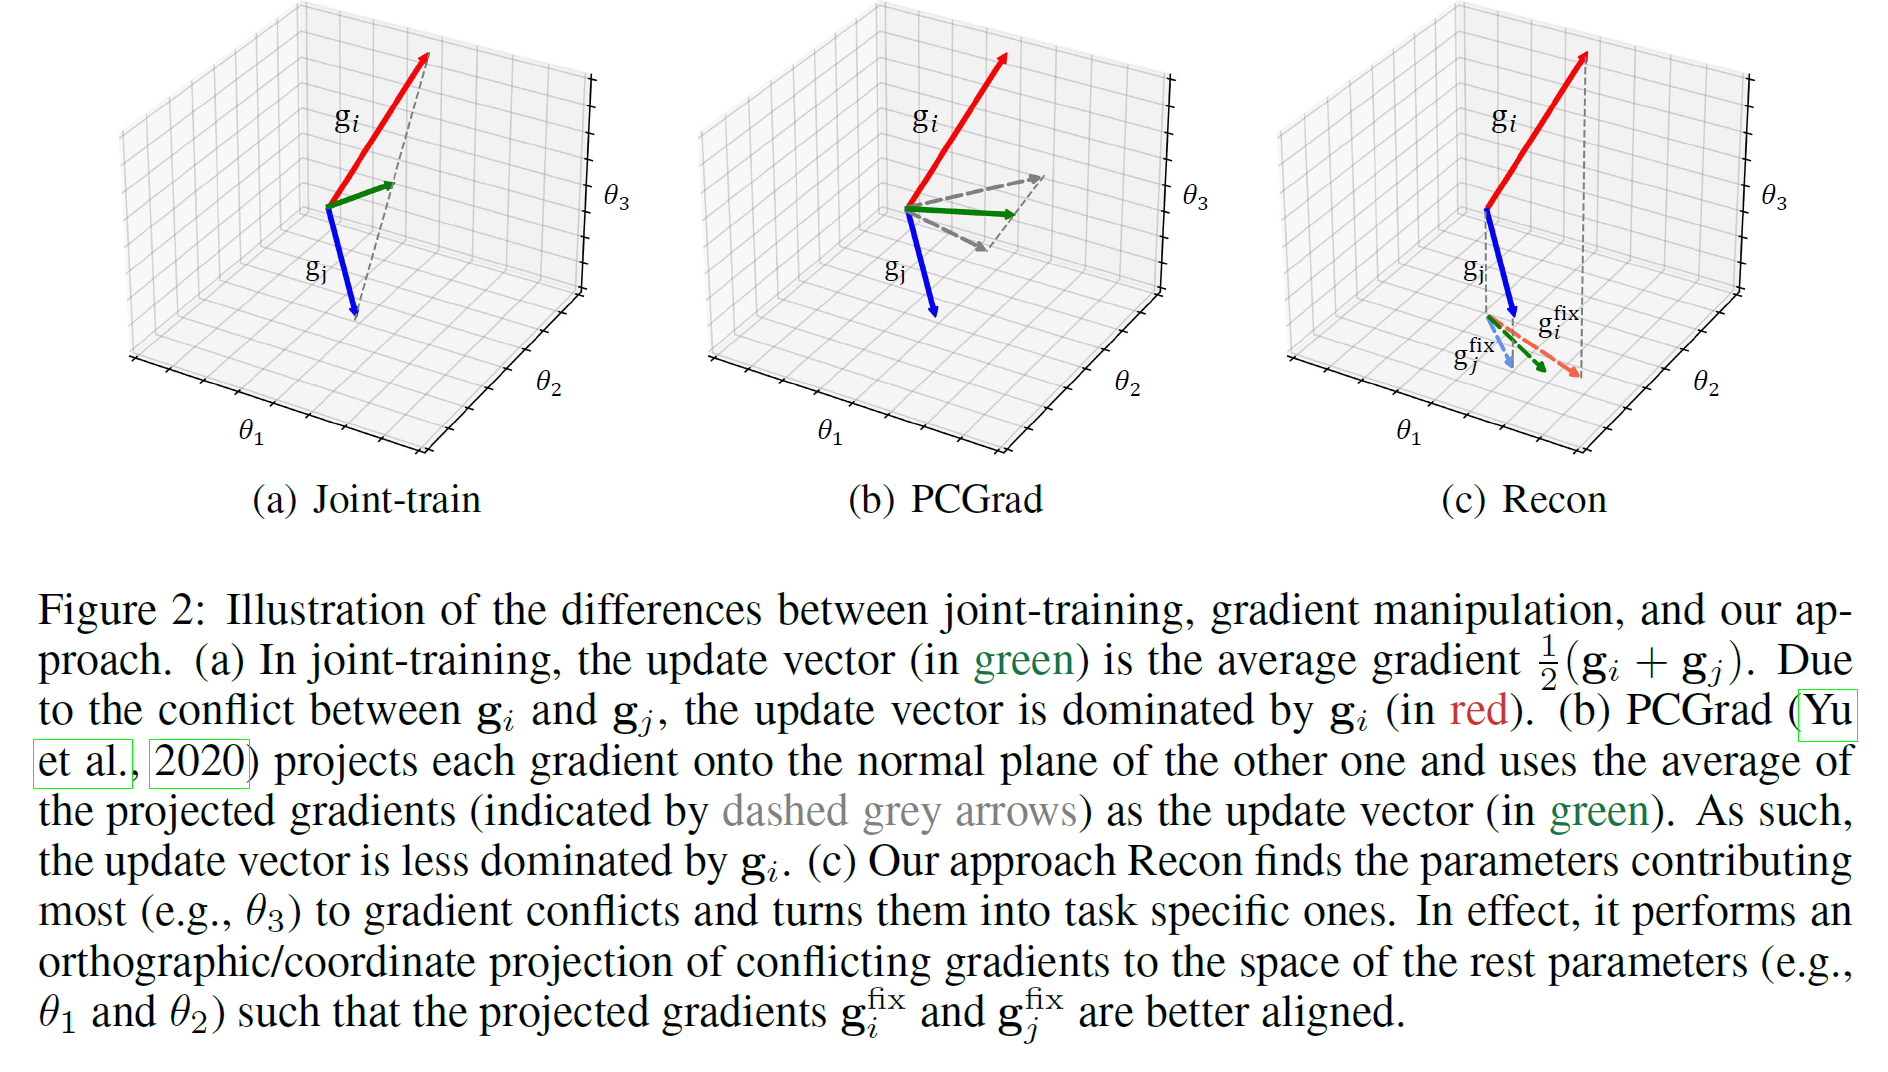 g_i
g_j
θ_1
θ_2
θ_3
(a) Joint-train
g_i
g_j
θ_1
θ_2
θ_3
(b) PCGrad
g_i
g_j
g_i^fix
g_j^fix
θ_1
θ_2
θ_3
(c) Recon
Figure 2: Illustration of the differences between joint-training, gradient manipulation, and our ap-
proach. (a) In joint-training, the update vector (in green) is the average gradient 1/2(g_i + g_j). Due
to the conflict between g_i and g_j, the update vector is dominated by g_i (in red). (b) PCGrad (Yu
et al., 2020) projects each gradient onto the normal plane of the other one and uses the average of
the projected gradients (indicated by dashed grey arrows) as the update vector (in green). As such,
the update vector is less dominated by g_i. (c) Our approach Recon finds the parameters contributing
most (e.g., θ_3) to gradient conflicts and turns them into task specific ones. In effect, it performs an
orthographic/coordinate projection of conflicting gradients to the space of the rest parameters (e.g.,
θ_1 and θ_2) such that the projected gradients g_i^fix and g_j^fix are better aligned.